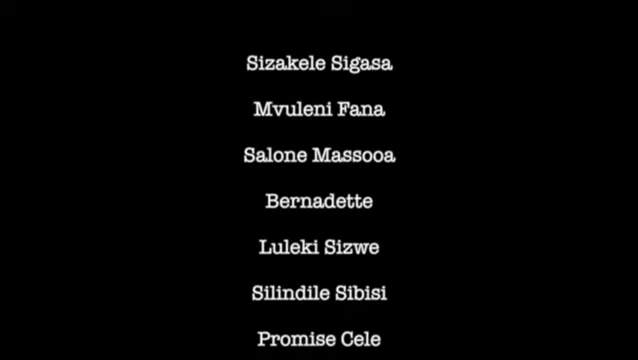 Sizakele Sigasa
Mvuleni Fana
Salone Massooa
Bernadette
Luleki Sizwe
Silindile Sibisi
Promise Cele